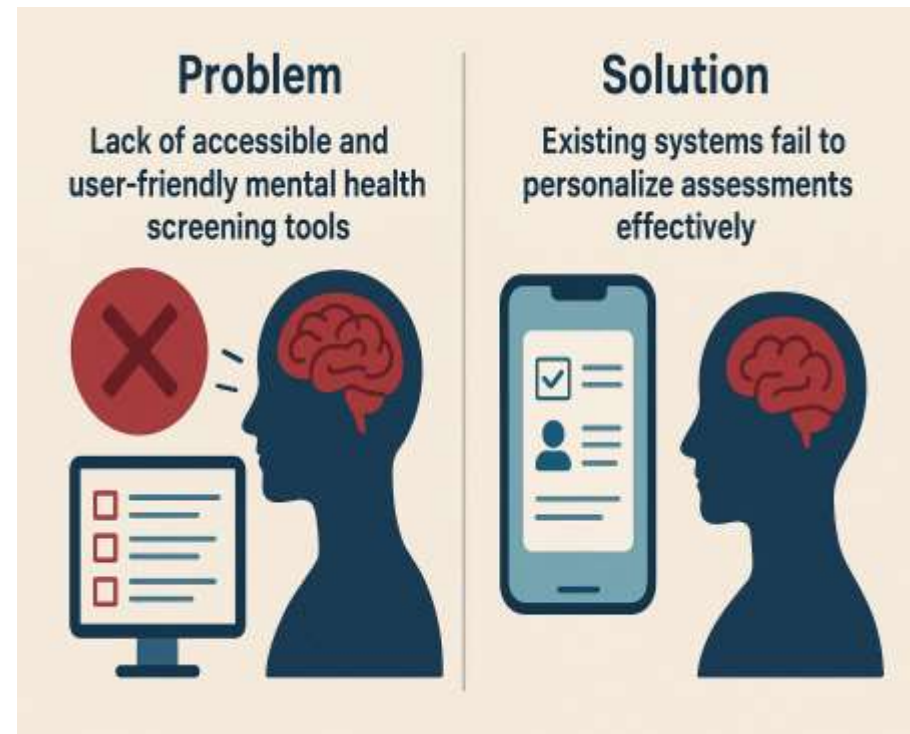 Problem
Lack of accessible and
user-friendly mental health
screening tools
Solution
Existing systems fail to
personalize assessments
effectively